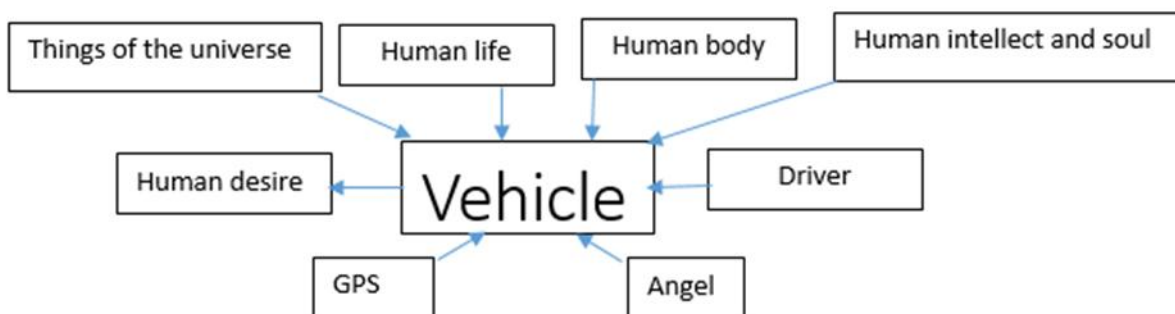 Things of the universe
Human life
Human body
Human intellect and soul
Human desire
Vehicle
Driver
GPS
Angel